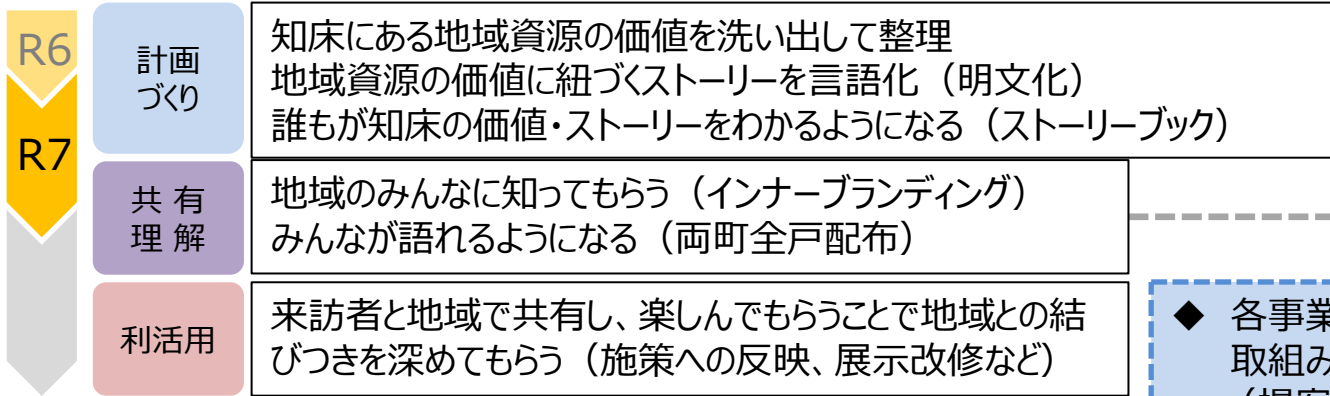 R6
R7
計画
づくり
知床にある地域資源の価値を洗い出して整理
地域資源の価値に紐づくストーリーを言語化（明文化）
誰もが知床の価値・ストーリーをわかるようになる（ストーリーブック）
共 有
理 解
地域のみんなに知ってもらう（インナーブランディング）
みんなが語れるようになる（両町全戸配布）
利活用
来訪者と地域で共有し、楽しんでもらうことで地域との結
びつきを深めてもらう（施策への反映、展示改修など）
◆ 各事業
取組み